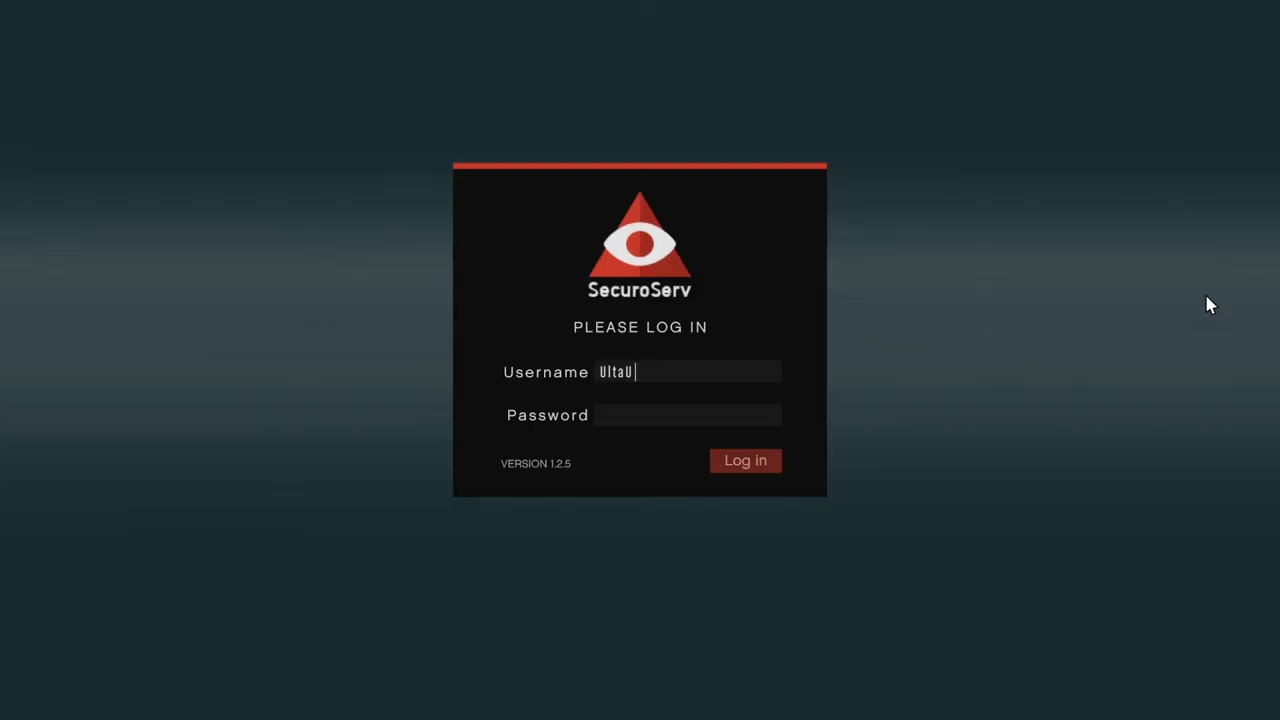 SecuroServ
PLEASE LOG IN
Username UltaU
Password
VERSION 1.2.5 Log in